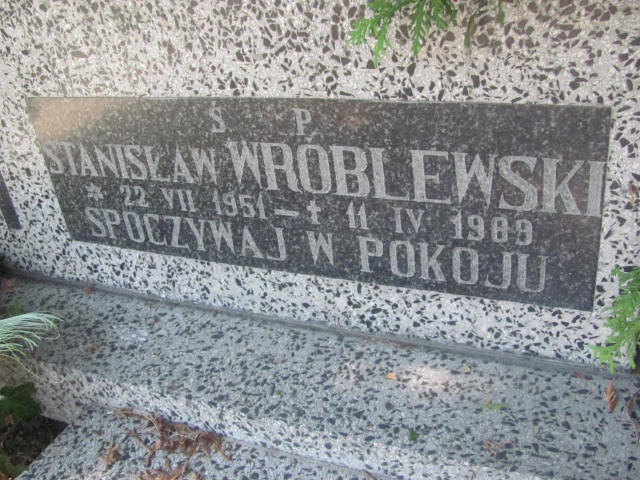 S P
STANISŁAW WRÓBLEWSKI
* 22 VII 1951 – † 11 IV 1989
SPOCZYWAJ W POKOJU